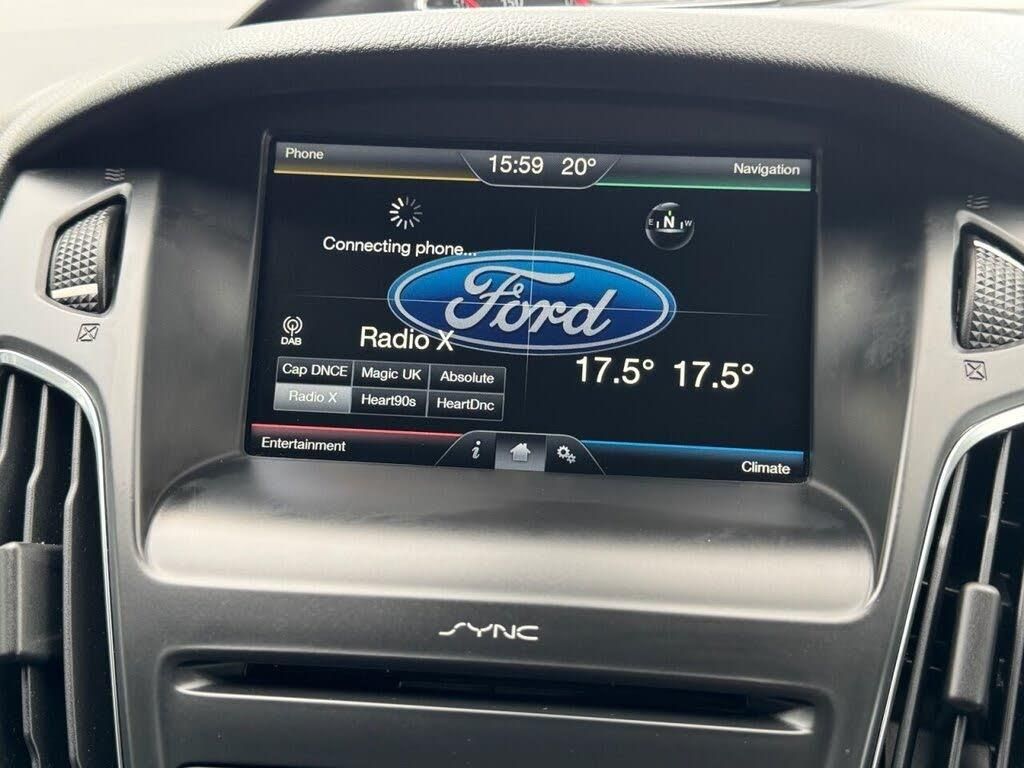 Phone
15:59 20°
Navigation
Connecting phone...
E N W
Ford
DAB
Radio X
17.5° 17.5°
Cap DNCE Magic UK Absolute
Radio X Heart90s HeartDnc
Entertainment
i
Climate
SYNC